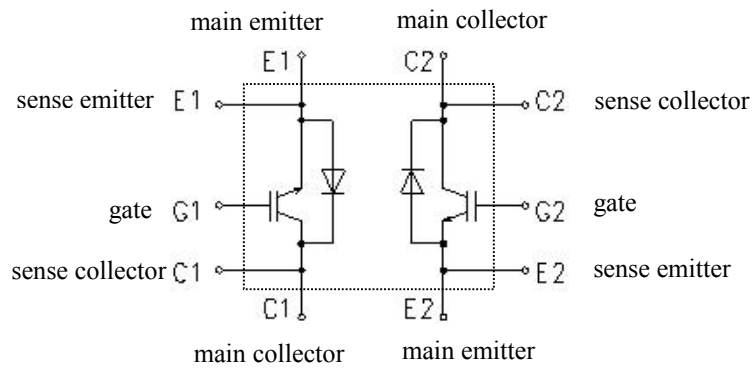 main emitter main collector
E1 C2
sense emitter E1 C2 sense collector
gate G1 G2 gate
sense collector C1 E2 sense emitter
C1 E2
main collector main emitter